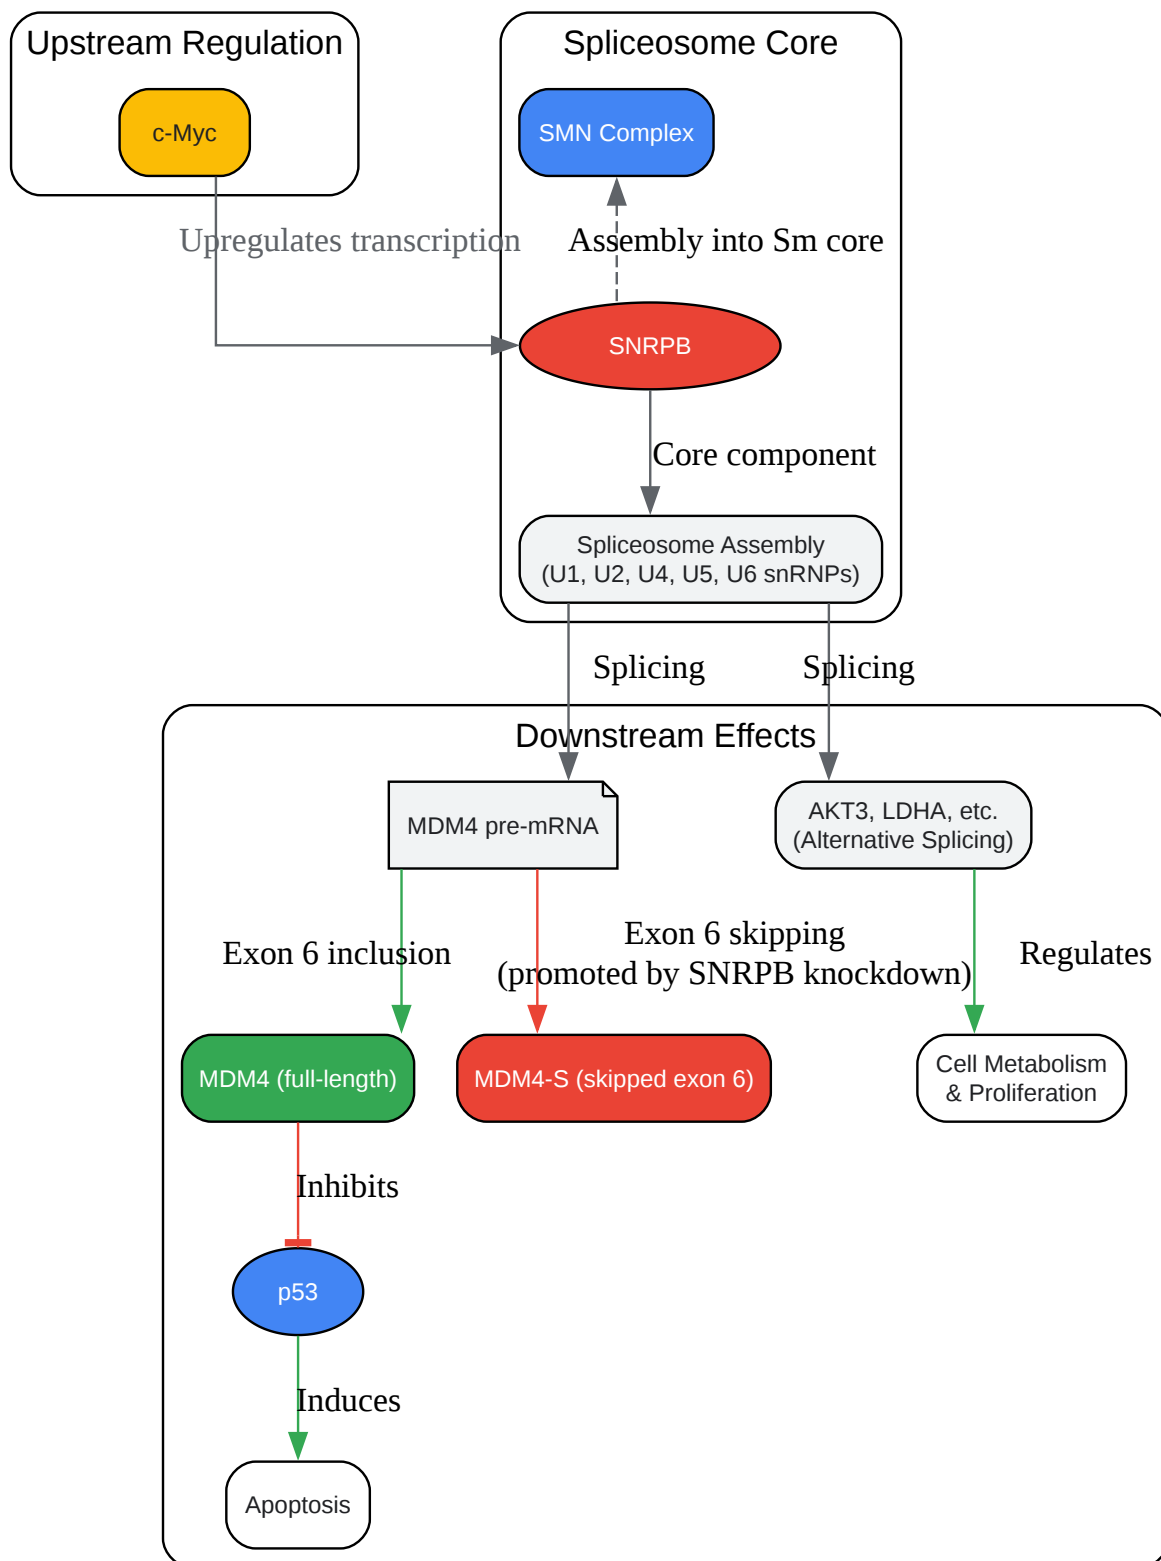 Upstream Regulation
Spliceosome Core
c-Myc
SMN Complex
Upregulates transcription
Assembly into Sm core
SNRPB
Core component
Spliceosome Assembly
(U1, U2, U4, U5, U6 snRNPs)
Splicing
Splicing
Downstream Effects
MDM4 pre-mRNA
AKT3, LDHA, etc.
(Alternative Splicing)
Exon 6 inclusion
Exon 6 skipping
(promoted by SNRPB knockdown)
Regulates
MDM4 (full-length)
MDM4-S (skipped exon 6)
Cell Metabolism
& Proliferation
Inhibits
p53
Induces
Apoptosis